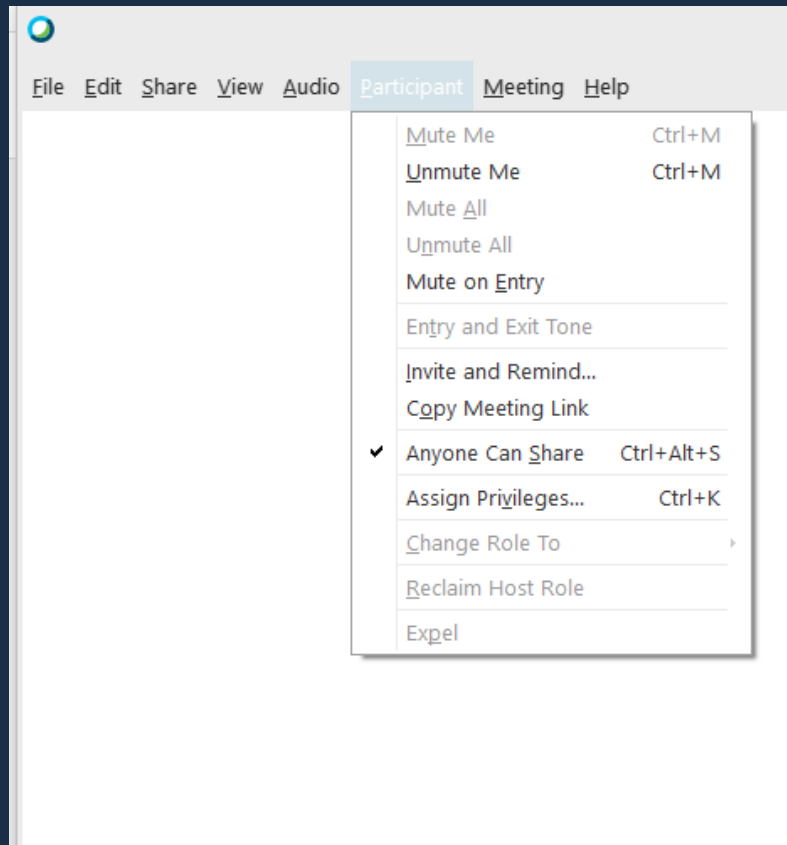 File Edit Share View Audio Participant Meeting Help
Mute Me Ctrl+M
Unmute Me Ctrl+M
Mute All
Unmute All
Mute on Entry
Entry and Exit Tone
Invite and Remind...
Copy Meeting Link
Anyone Can Share Ctrl+Alt+S
Assign Privileges... Ctrl+K
Change Role To
Reclaim Host Role
Expel